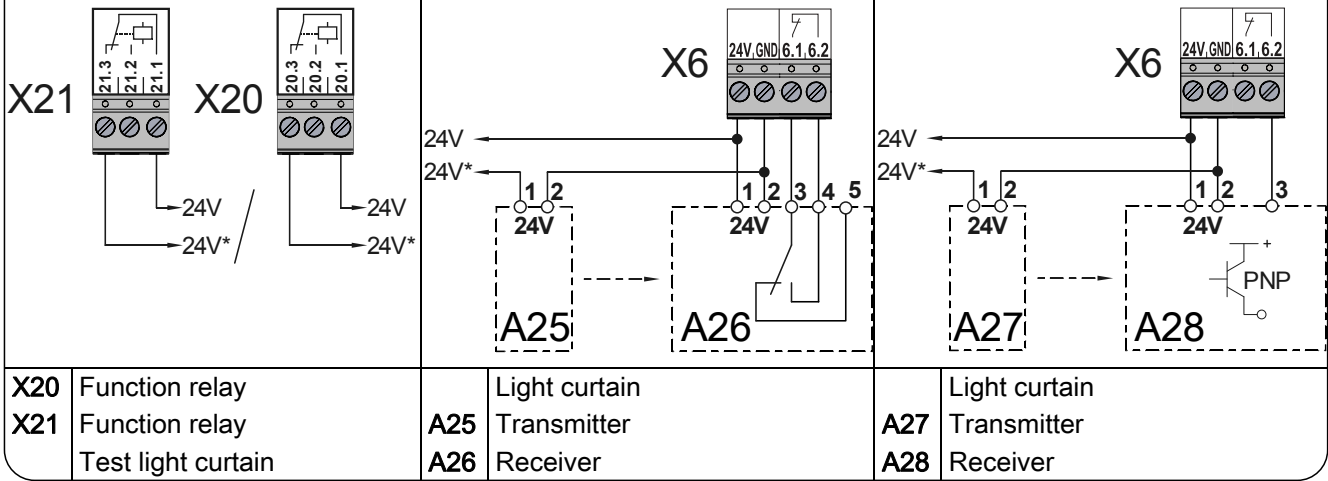 X21
21.3 21.2 21.1
24V
24V*
X20
20.3 20.2 20.1
24V
24V*
X6
24V GND 6.1 6.2
24V
24V*
1 2
24V
1 2 3 4 5
24V
A25
A26
X6
24V GND 6.1 6.2
24V
24V*
1 2
24V
1 2 3
24V
+
PNP
A27
A28
X20 Function relay
X21 Function relay
Test light curtain
Light curtain
A25 Transmitter
A26 Receiver
Light curtain
A27 Transmitter
A28 Receiver